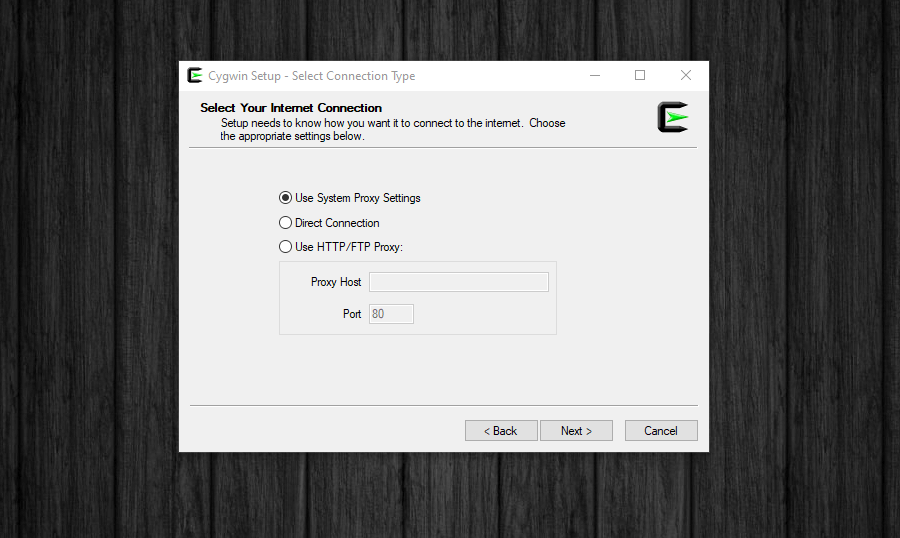 Cygwin Setup - Select Connection Type
Select Your Internet Connection
Setup needs to know how you want it to connect to the internet.  Choose
the appropriate settings below.
Use System Proxy Settings
Direct Connection
Use HTTP/FTP Proxy:
Proxy Host
Port 80
< Back Next > Cancel